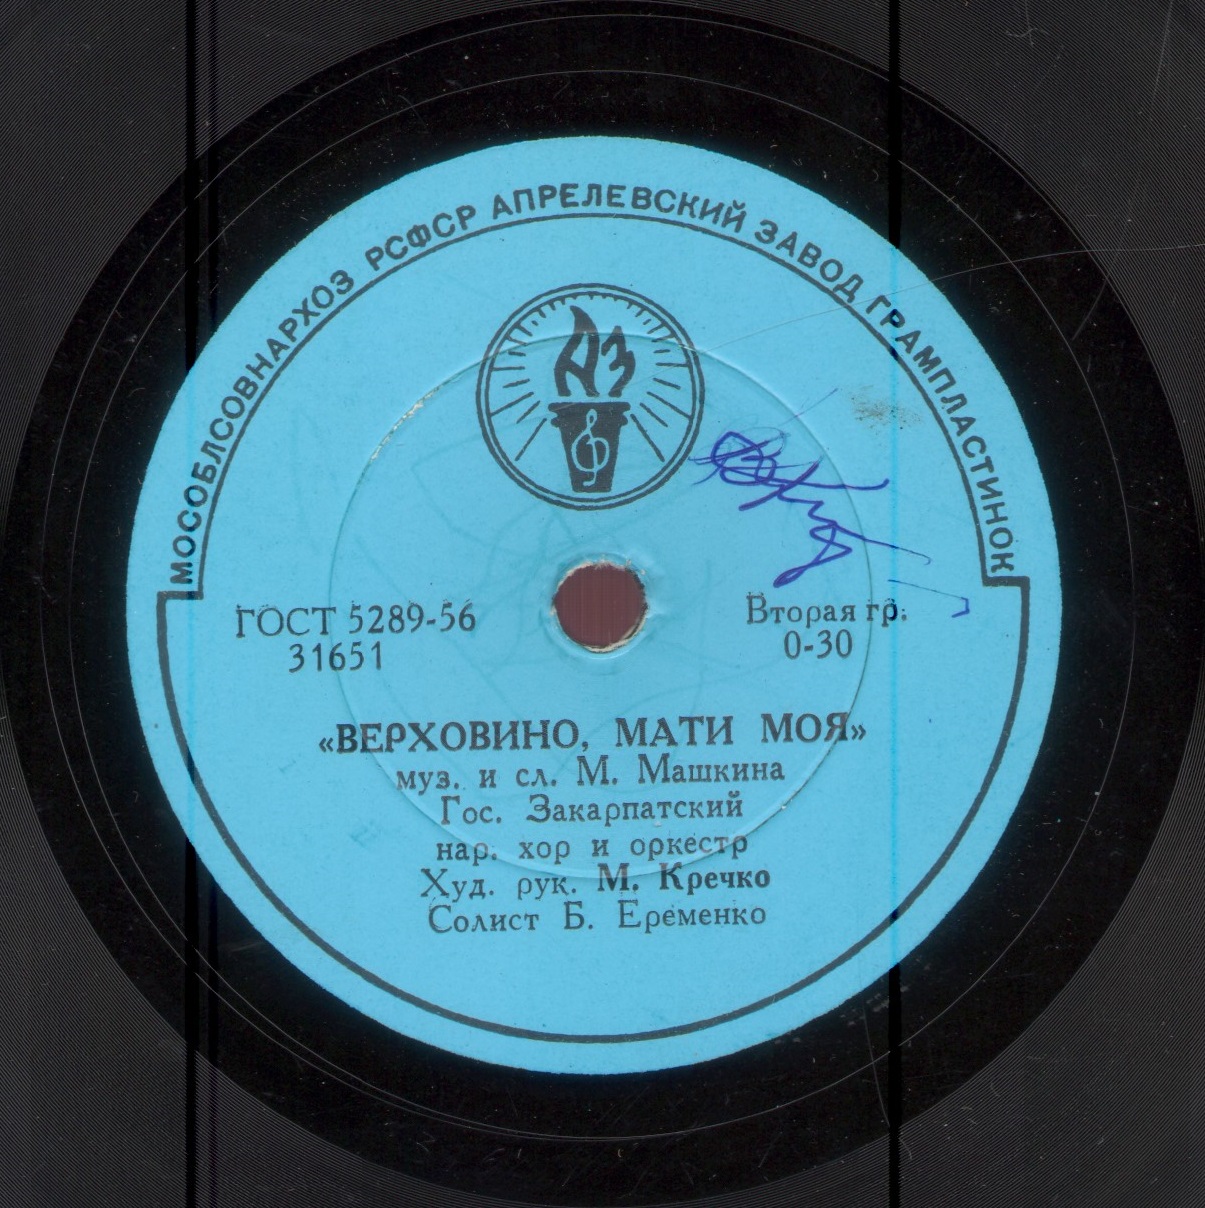 МОСОБЛСОВНАРХОЗ РСФСР АПРЕЛЕВСКИЙ ЗАВОД ГРАМПЛАСТИНОК
АЗ
ГОСТ 5289-56
31651
Вторая гр.
0-30
«ВЕРХОВИНО, МАТИ МОЯ»
муз. и сл. М. Машкина
Гос. Закарпатский
нар. хор и оркестр
Худ. рук. М. Кречко
Солист Б. Еременко